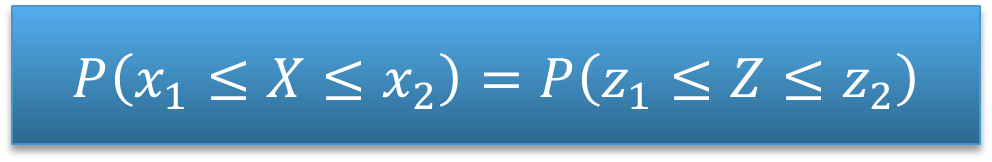 P(x₁ ≤ X ≤ x₂) = P(z₁ ≤ Z ≤ z₂)